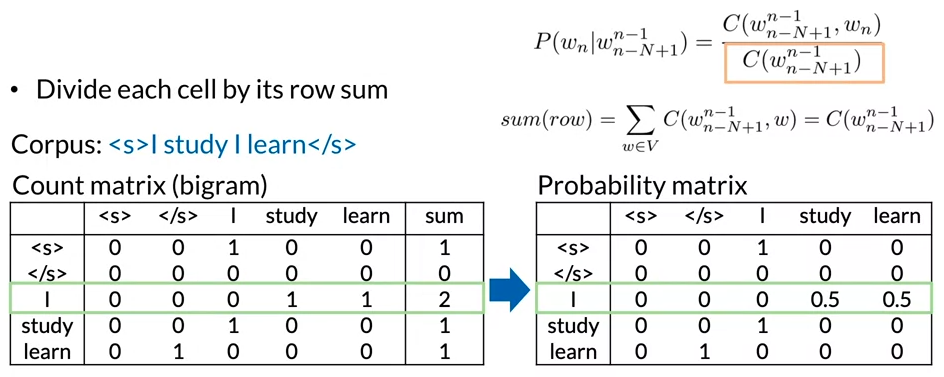 P(w_n|w_{n-N+1}^{n-1}) = \frac{C(w_{n-N+1}^{n-1}, w_n)}{C(w_{n-N+1}^{n-1})}
• Divide each cell by its row sum
sum(row) = \sum_{w \in V} C(w_{n-N+1}^{n-1}, w) = C(w_{n-N+1}^{n-1})
Corpus: <s>I study I learn</s>
Count matrix (bigram)
<s> </s> I study learn sum
<s> 0 0 1 0 0 1
</s> 0 0 0 0 0 0
I 0 0 0 1 1 2
study 0 0 1 0 0 1
learn 0 1 0 0 0 1
Probability matrix
<s> </s> I study learn
<s> 0 0 1 0 0
</s> 0 0 0 0 0
I 0 0 0 0.5 0.5
study 0 0 1 0 0
learn 0 1 0 0 0